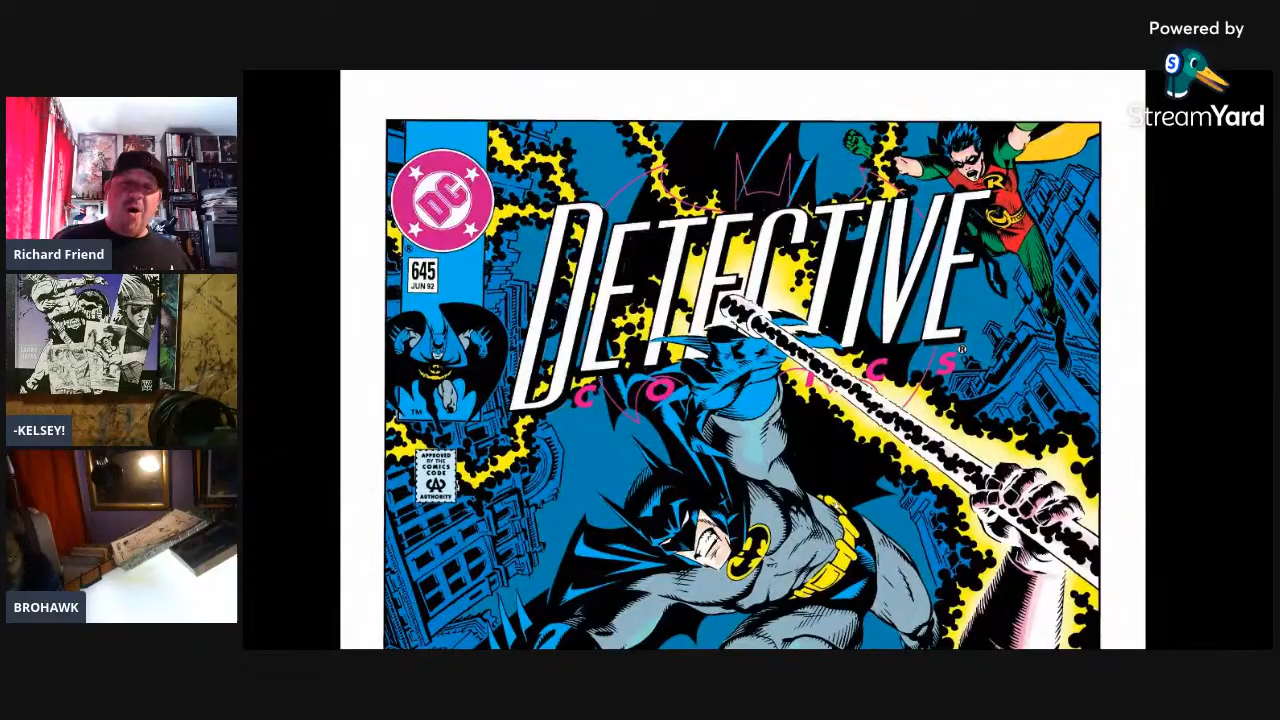 Powered by
StreamYard
Richard Friend
-KELSEY!
BROHAWK
DC
®
645
JUN 92
DETECTIVE
COMICS®
TM
APPROVED
BY THE
COMICS
CODE
CA
AUTHORITY
R